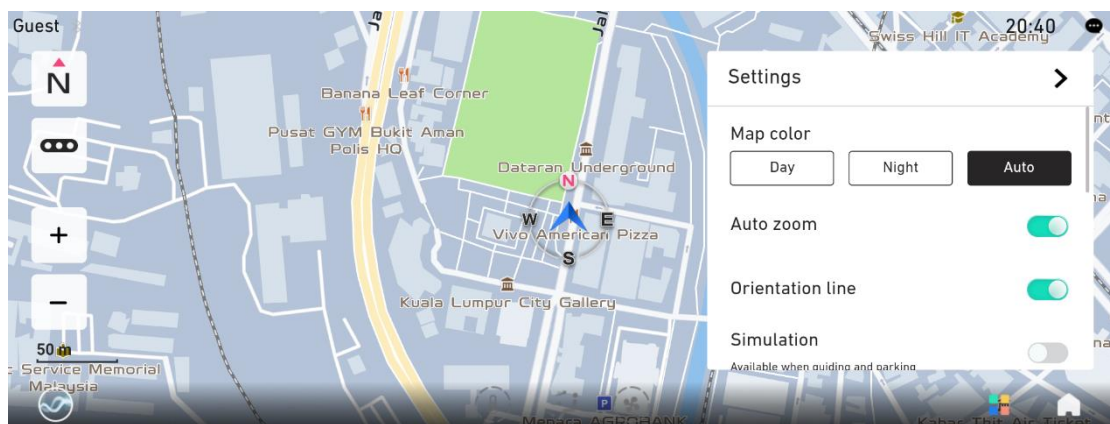 Guest
20:40
Swiss Hill IT Academy
N
Banana Leaf Corner
Pusat GYM Bukit Aman
Polis HQ
Dataran Underground
N
W
E
S
Vivo American Pizza
Kuala Lumpur City Gallery
+
−
50 m
Service Memorial
Malaysia
Menara AGROBANK
P
Settings
Map color
Day
Night
Auto
Auto zoom
Orientation line
Simulation
Available when guiding and parking